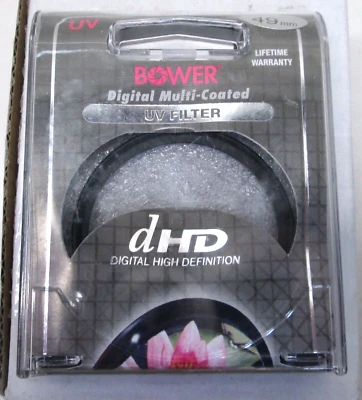 UV
49mm
LIFETIME
WARRANTY
BOWER
Digital Multi-Coated
UV FILTER
dHD
DIGITAL HIGH DEFINITION